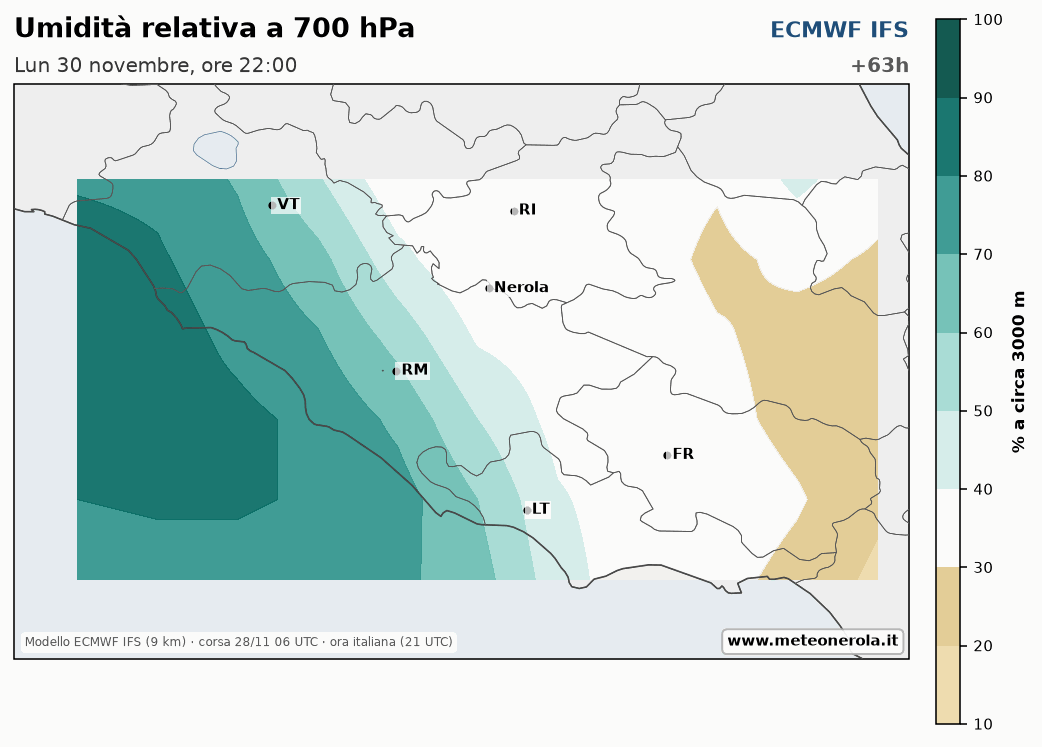 Umidità relativa a 700 hPa
ECMWF IFS
Lun 30 novembre, ore 22:00
+63h
VT
RI
Nerola
RM
FR
LT
Modello ECMWF IFS (9 km) · corsa 28/11 06 UTC · ora italiana (21 UTC)
www.meteonerola.it
100
90
80
70
60
50
40
30
20
10
% a circa 3000 m